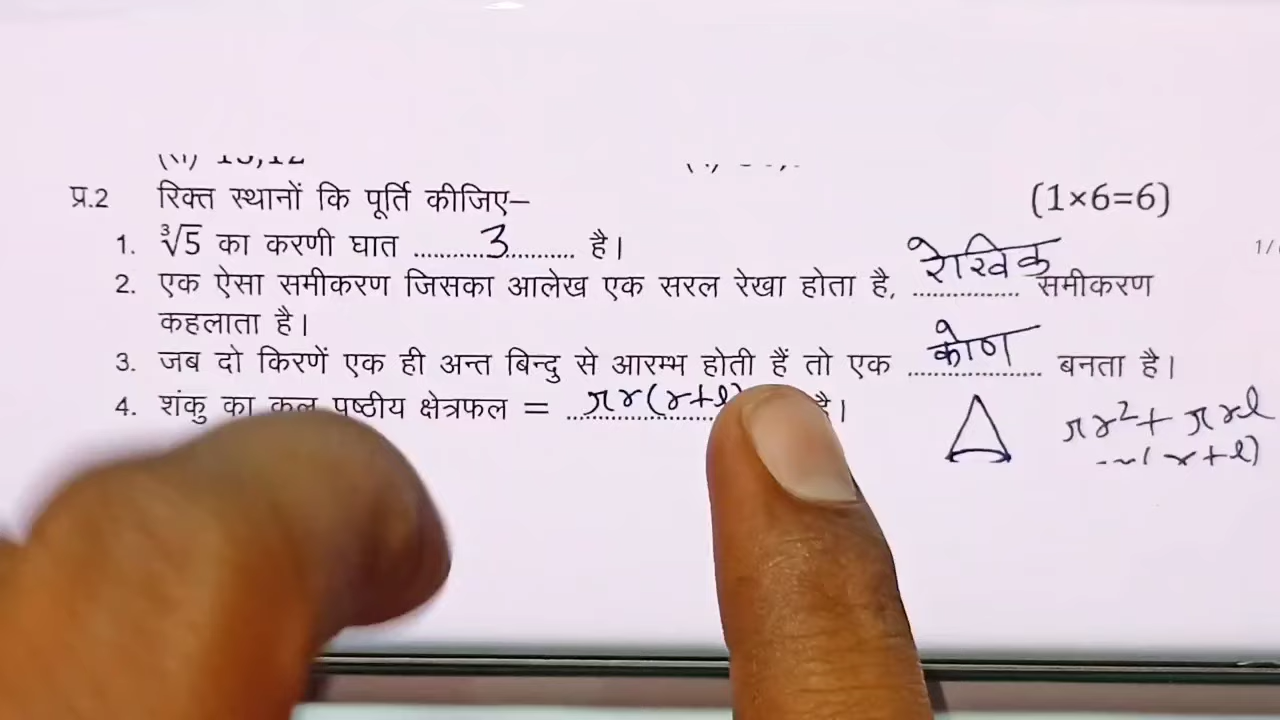 प्र.2 रिक्त स्थानों कि पूर्ति कीजिए– (1×6=6)
1. ∛5 का करणी घात ..........3.......... है।
2. एक ऐसा समीकरण जिसका आलेख एक सरल रेखा होता है, रेखिक समीकरण
कहलाता है।
3. जब दो किरणें एक ही अन्त बिन्दु से आरम्भ होती हैं तो एक कोण बनता है।
4. शंकु का कुल पृष्ठीय क्षेत्रफल = πr(r+l) है।
πr²+ πrl
(r+l)